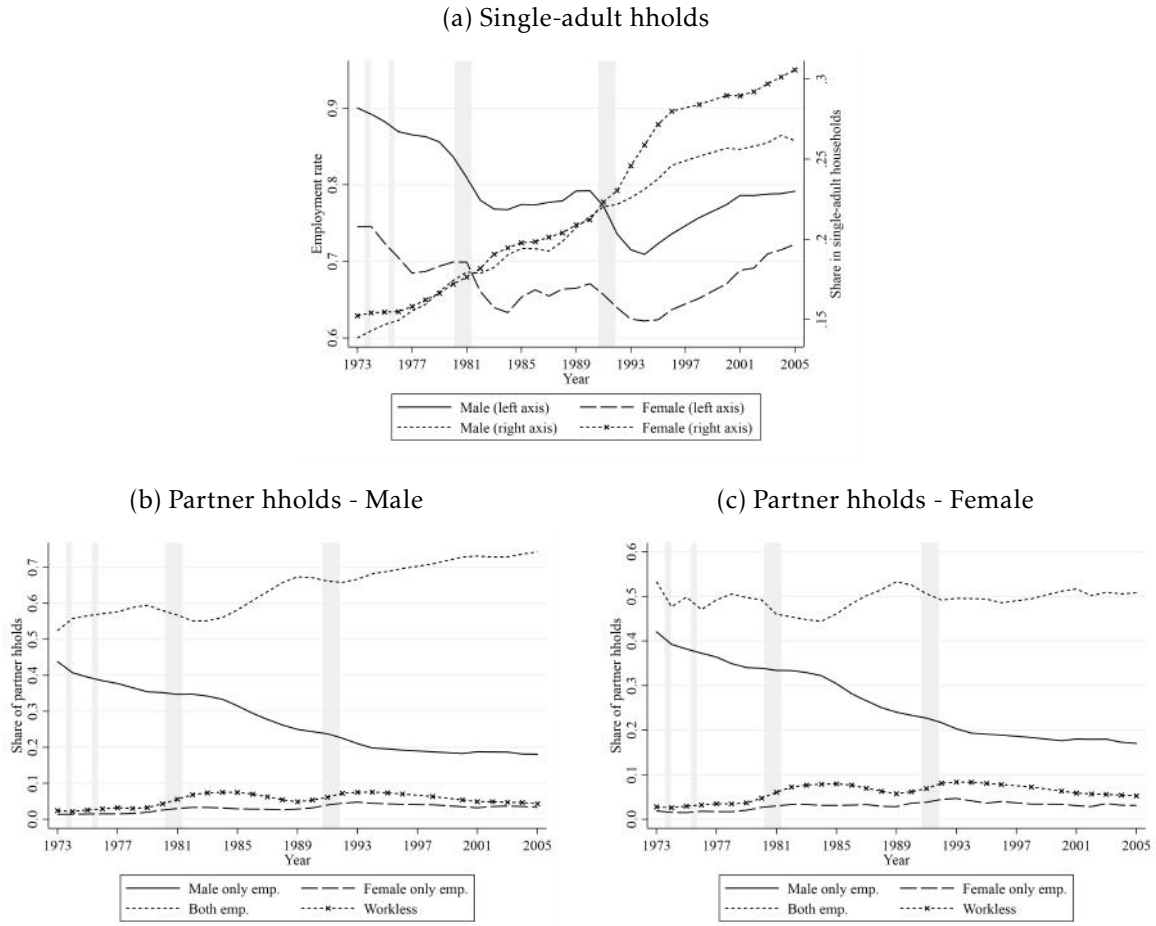 (a) Single-adult hholds
Employment rate
0.9
0.8
0.7
0.6
Share in single-adult households
.3
.25
.2
.15
1973 1977 1981 1985 1989 1993 1997 2001 2005
Year
Male (left axis) Female (left axis)
Male (right axis) Female (right axis)
(b) Partner hholds - Male
Share of partner hholds
0.7
0.6
0.5
0.4
0.3
0.2
0.1
0.0
1973 1977 1981 1985 1989 1993 1997 2001 2005
Year
Male only emp. Female only emp.
Both emp. Workless
(c) Partner hholds - Female
Share of partner hholds
0.6
0.5
0.4
0.3
0.2
0.1
0.0
1973 1977 1981 1985 1989 1993 1997 2001 2005
Year
Male only emp. Female only emp.
Both emp. Workless